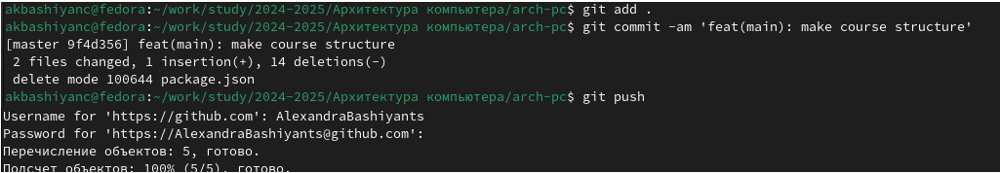 akbashiyanc@fedora:~/work/study/2024-2025/Архитектура компьютера/arch-pc$ git add .
akbashiyanc@fedora:~/work/study/2024-2025/Архитектура компьютера/arch-pc$ git commit -am 'feat(main): make course structure'
[master 9f4d356] feat(main): make course structure
 2 files changed, 1 insertion(+), 14 deletions(-)
 delete mode 100644 package.json
akbashiyanc@fedora:~/work/study/2024-2025/Архитектура компьютера/arch-pc$ git push
Username for 'https://github.com': AlexandraBashiyants
Password for 'https://AlexandraBashiyants@github.com':
Перечисление объектов: 5, готово.
Подсчет объектов: 100% (5/5), готово.